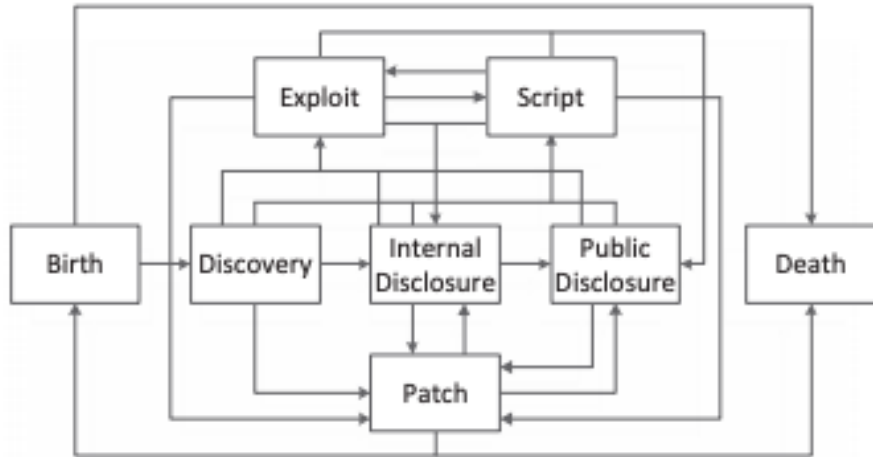 Exploit
Script
Birth
Discovery
Internal
Disclosure
Public
Disclosure
Death
Patch